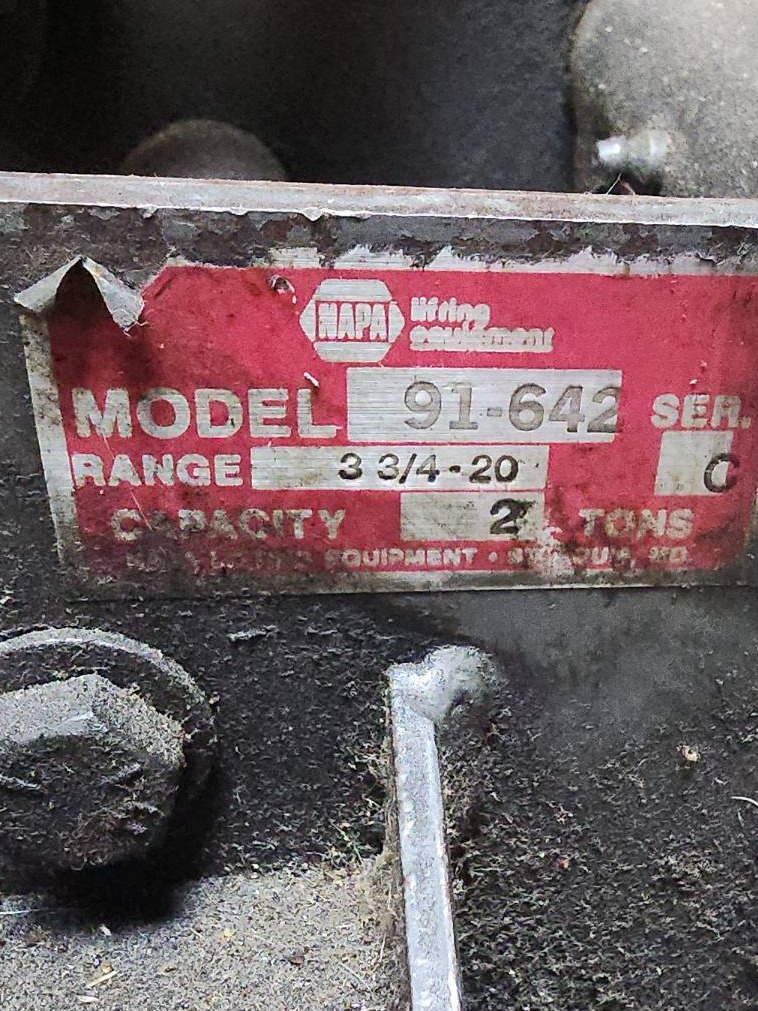 NAPA lifting equipment
MODEL 91-642 SER.
RANGE 3 3/4-20 C
CAPACITY 2 TONS
EQUIPMENT •